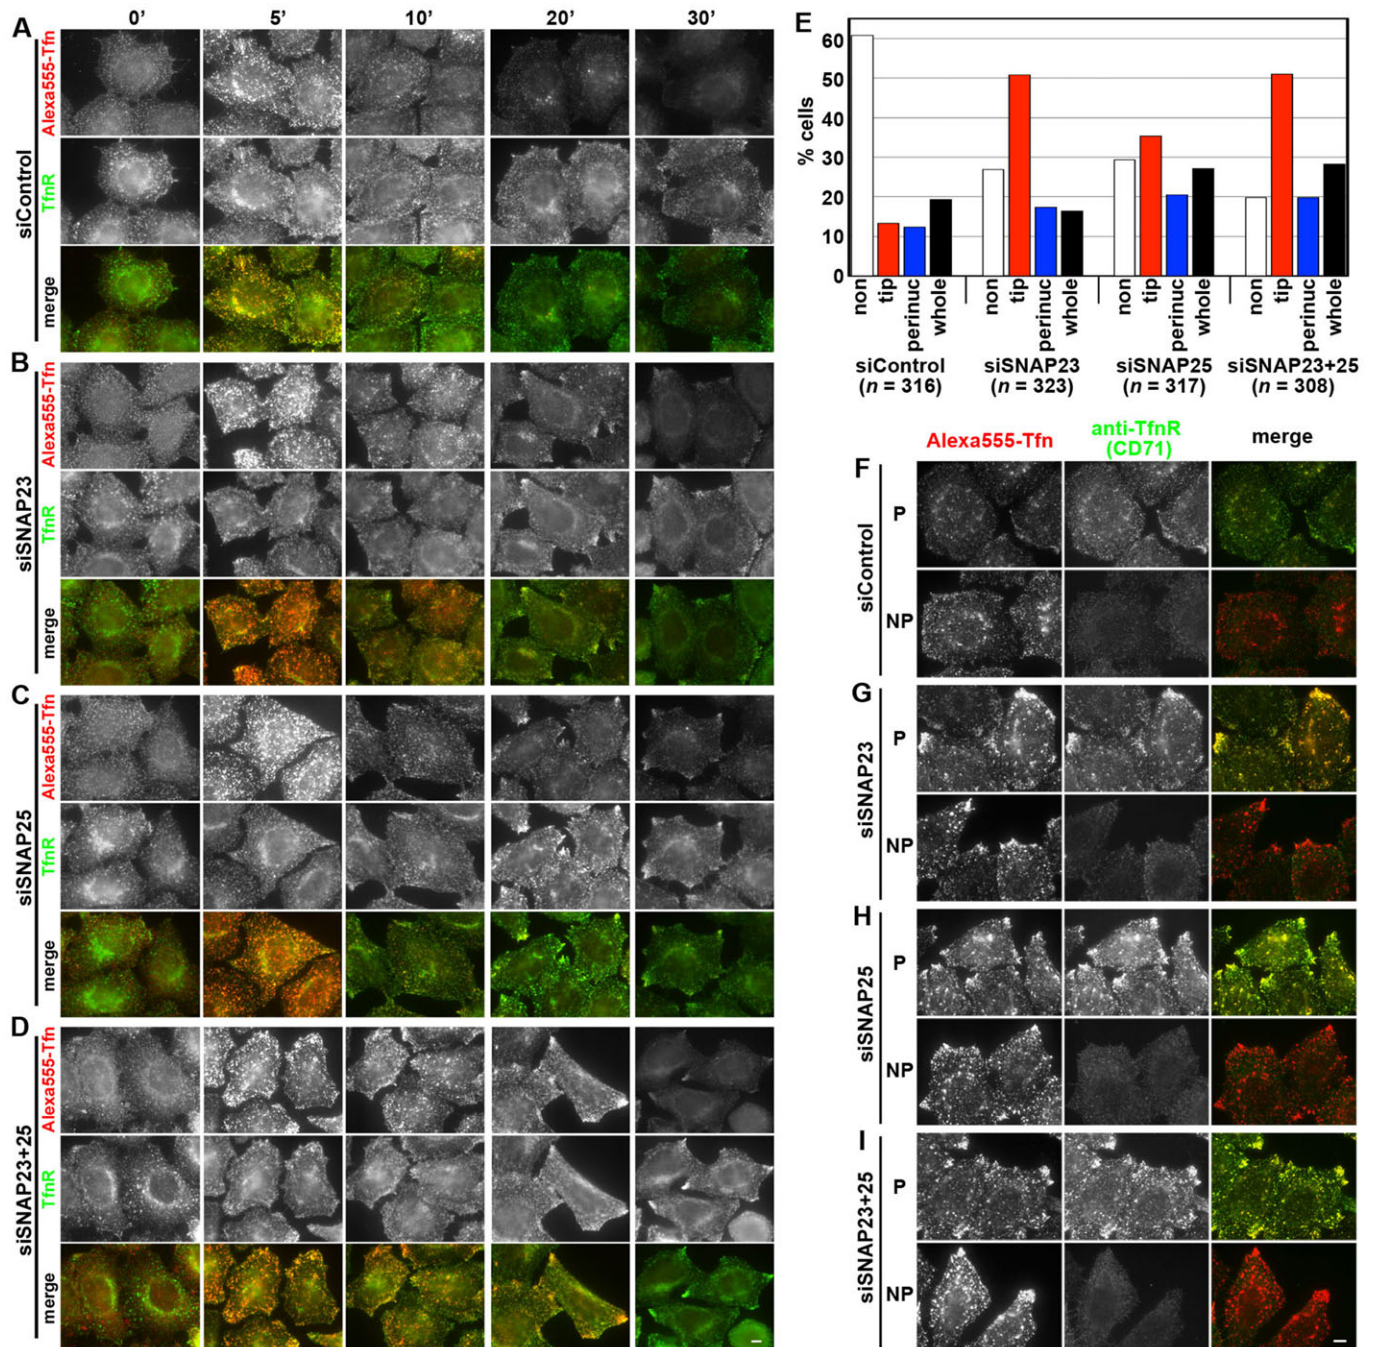 A
0’ 5’ 10’ 20’ 30’
siControl
Alexa555-Tfn
TfnR
merge
B
siSNAP23
Alexa555-Tfn
TfnR
merge
C
siSNAP25
Alexa555-Tfn
TfnR
merge
D
siSNAP23+25
Alexa555-Tfn
TfnR
merge
E
% cells
60
50
40
30
20
10
0
non tip perinuc whole non tip perinuc whole non tip perinuc whole non tip perinuc whole
siControl siSNAP23 siSNAP25 siSNAP23+25
(n = 316) (n = 323) (n = 317) (n = 308)
Alexa555-Tfn anti-TfnR merge
(CD71)
F
siControl
P
NP
G
siSNAP23
P
NP
H
siSNAP25
P
NP
I
siSNAP23+25
P
NP